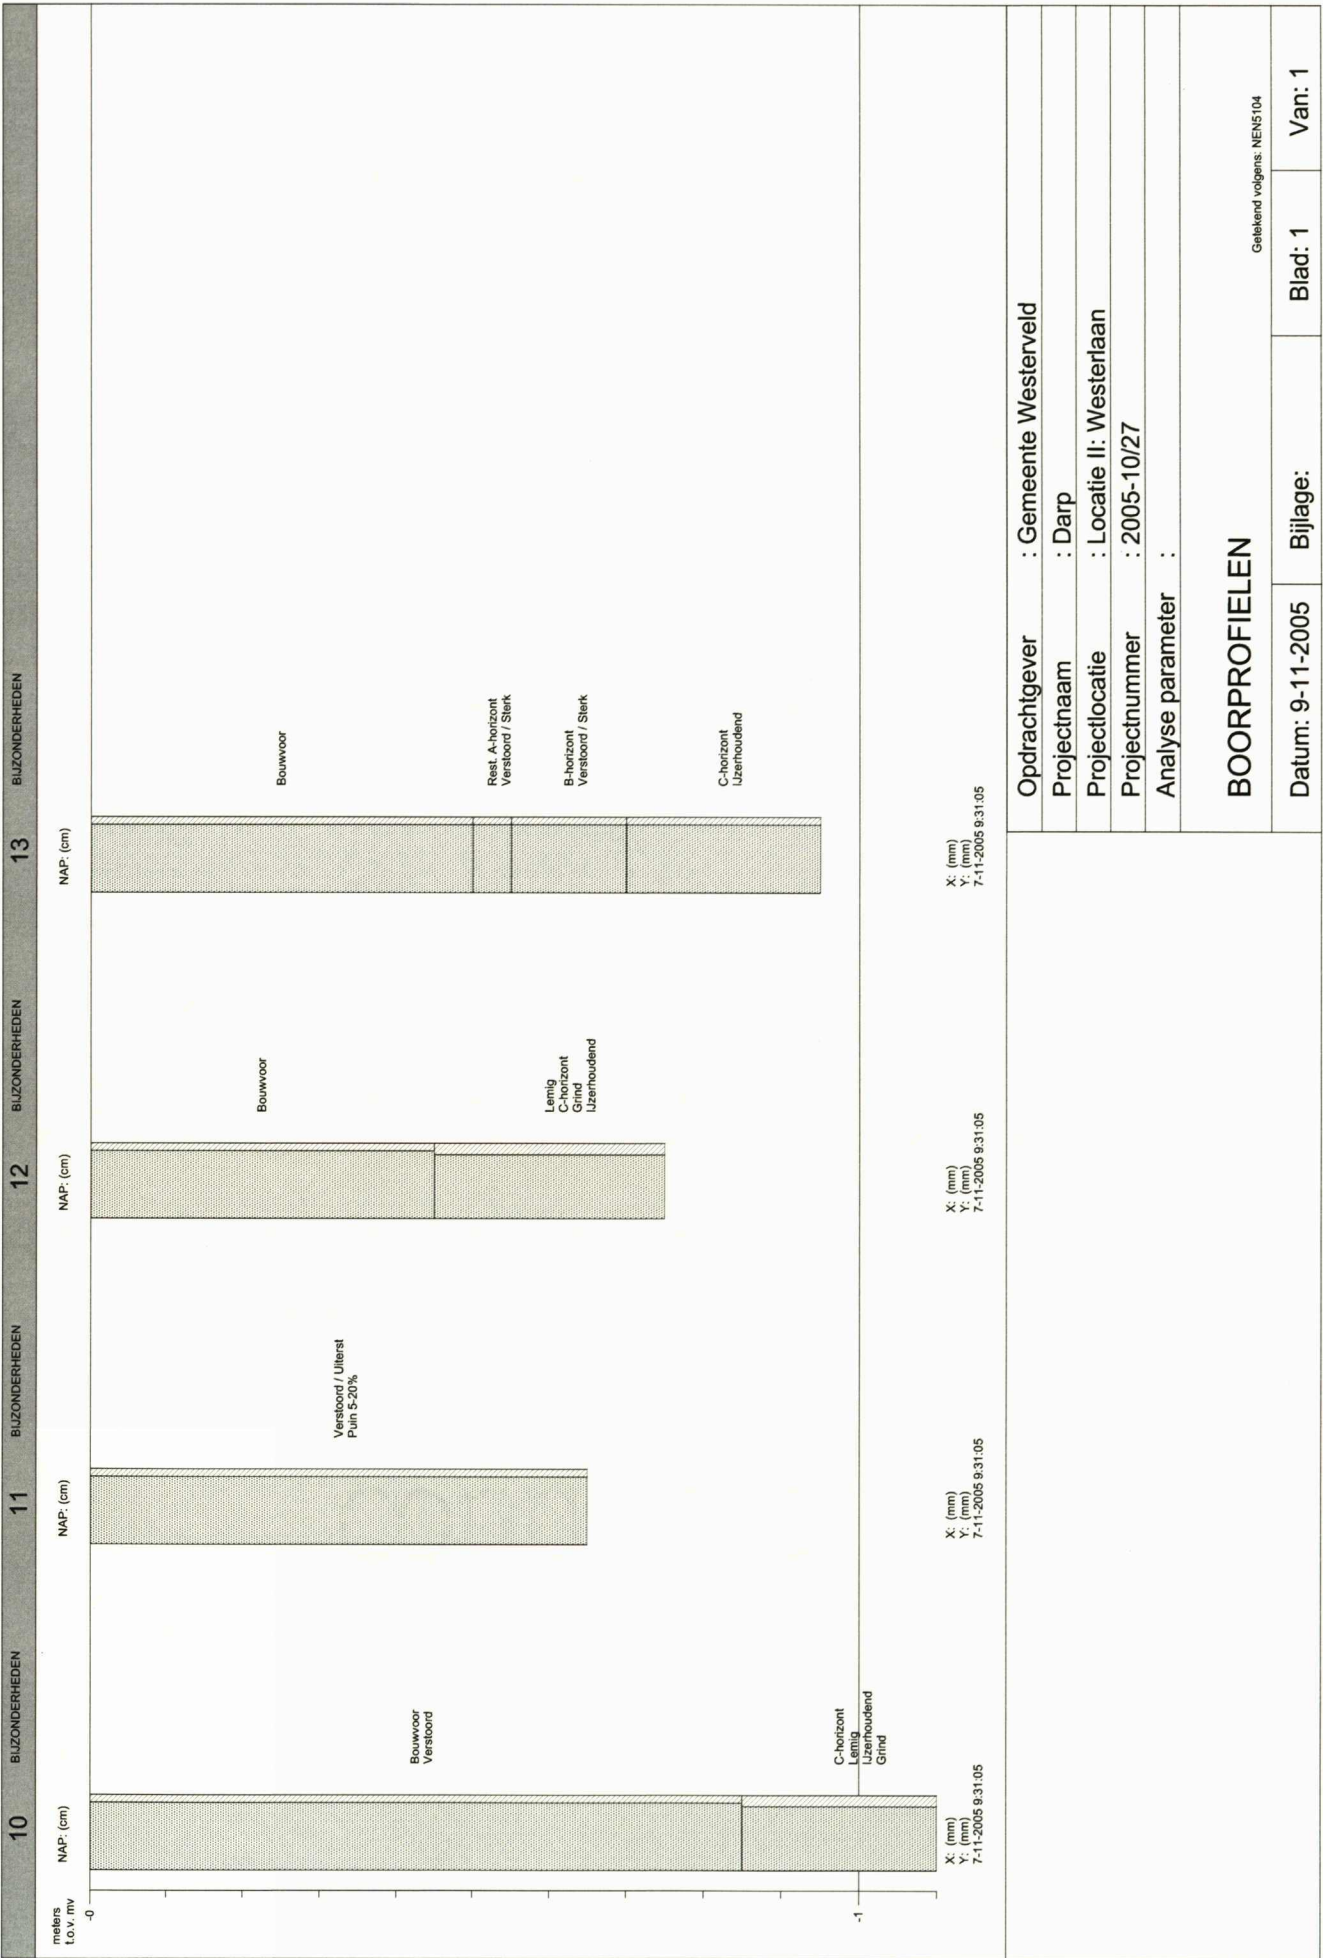 10 BIJZONDERHEDEN 11 BIJZONDERHEDEN 12 BIJZONDERHEDEN 13 BIJZONDERHEDEN
meters
t.o.v. mv
NAP: (cm) NAP: (cm) NAP: (cm) NAP: (cm)
-0
-1
Bouwvoor
Verstoord
C-horizont
Lemig
IJzerhoudend
Grind
X: (mm)
Y: (mm)
7-11-2005 9:31:05
Verstoord / Uiterst
Puin 5-20%
X: (mm)
Y: (mm)
7-11-2005 9:31:05
Bouwvoor
Lemig
C-horizont
Grind
IJzerhoudend
X: (mm)
Y: (mm)
7-11-2005 9:31:05
Bouwvoor
Rest. A-horizont
Verstoord / Sterk
B-horizont
Verstoord / Sterk
C-horizont
IJzerhoudend
X: (mm)
Y: (mm)
7-11-2005 9:31:05
Opdrachtgever : Gemeente Westerveld
Projectnaam : Darp
Projectlocatie : Locatie II: Westerlaan
Projectnummer : 2005-10/27
Analyse parameter :
BOORPROFIELEN
Getekend volgens: NEN5104
Datum: 9-11-2005 Bijlage: Blad: 1 Van: 1